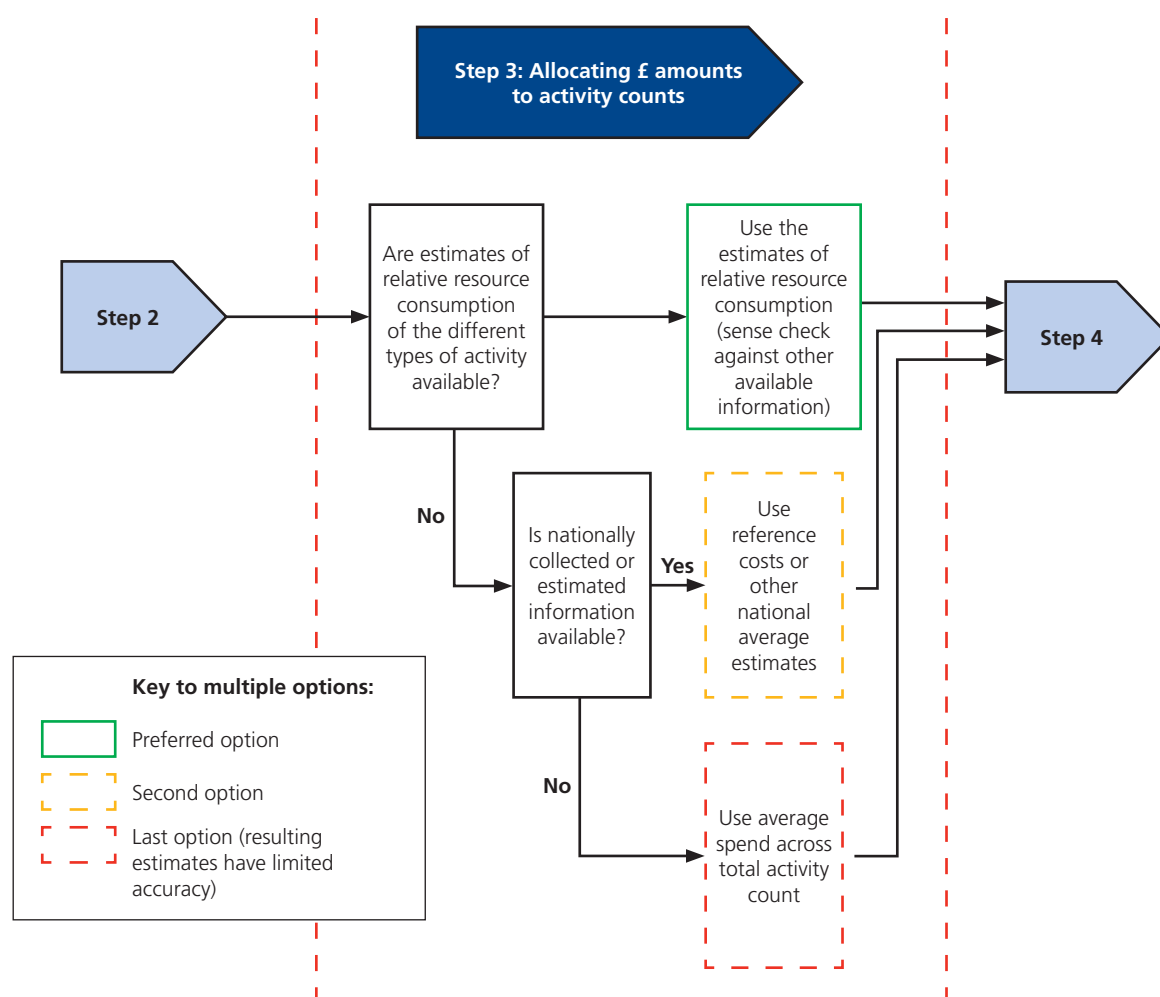 Step 3: Allocating £ amounts
to activity counts
Step 2
Are estimates of
relative resource
consumption
of the different
types of activity
available?
Use the
estimates of
relative resource
consumption
(sense check
against other
available
information)
Step 4
No
Is nationally
collected or
estimated
information
available?
Yes
Use
reference
costs or
other
national
average
estimates
No
Use average
spend across
total activity
count
Key to multiple options:
Preferred option
Second option
Last option (resulting
estimates have limited
accuracy)